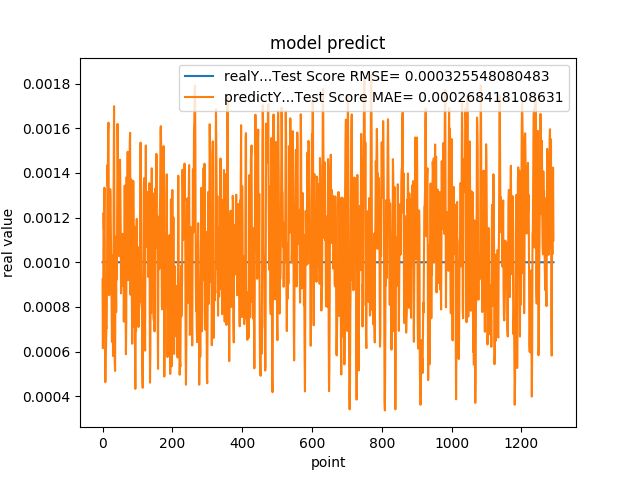 model predict
realY...Test Score RMSE= 0.000325548080483
predictY...Test Score MAE= 0.000268418108631
real value
0.0018
0.0016
0.0014
0.0012
0.0010
0.0008
0.0006
0.0004
0 200 400 600 800 1000 1200
point